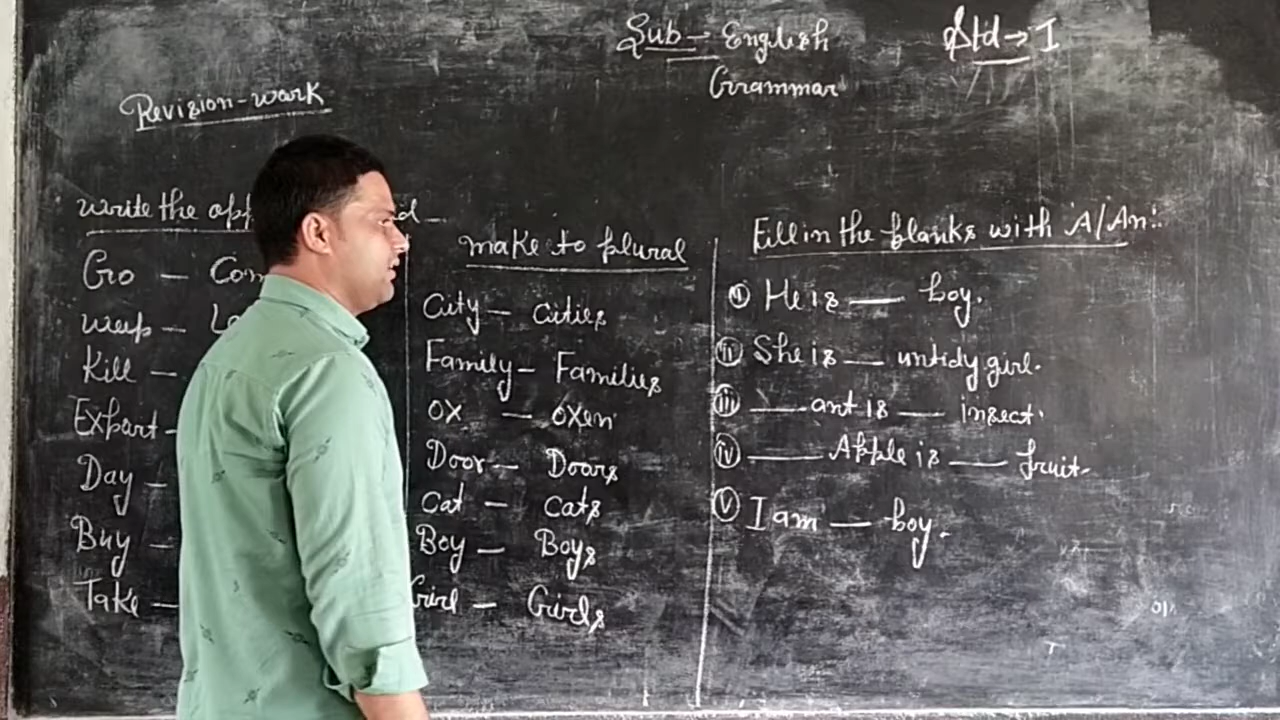 Sub - English
Grammar
Std → I
Revision-work
write the opp
Go - Com
Weep - L
Kill -
Export -
Day -
Buy -
Take -
make to plural
City - Cities
Family - Families
OX - OXen
Door - Doors
Cat - Cats
Boy - Boys
Girl - Girls
Fill in the blanks with A/An:
(i) He is ___ boy.
(ii) She is ___ untidy girl.
(iii) ___ ant is ___ insect.
(iv) ___ Apple is ___ fruit.
(v) I am ___ boy.